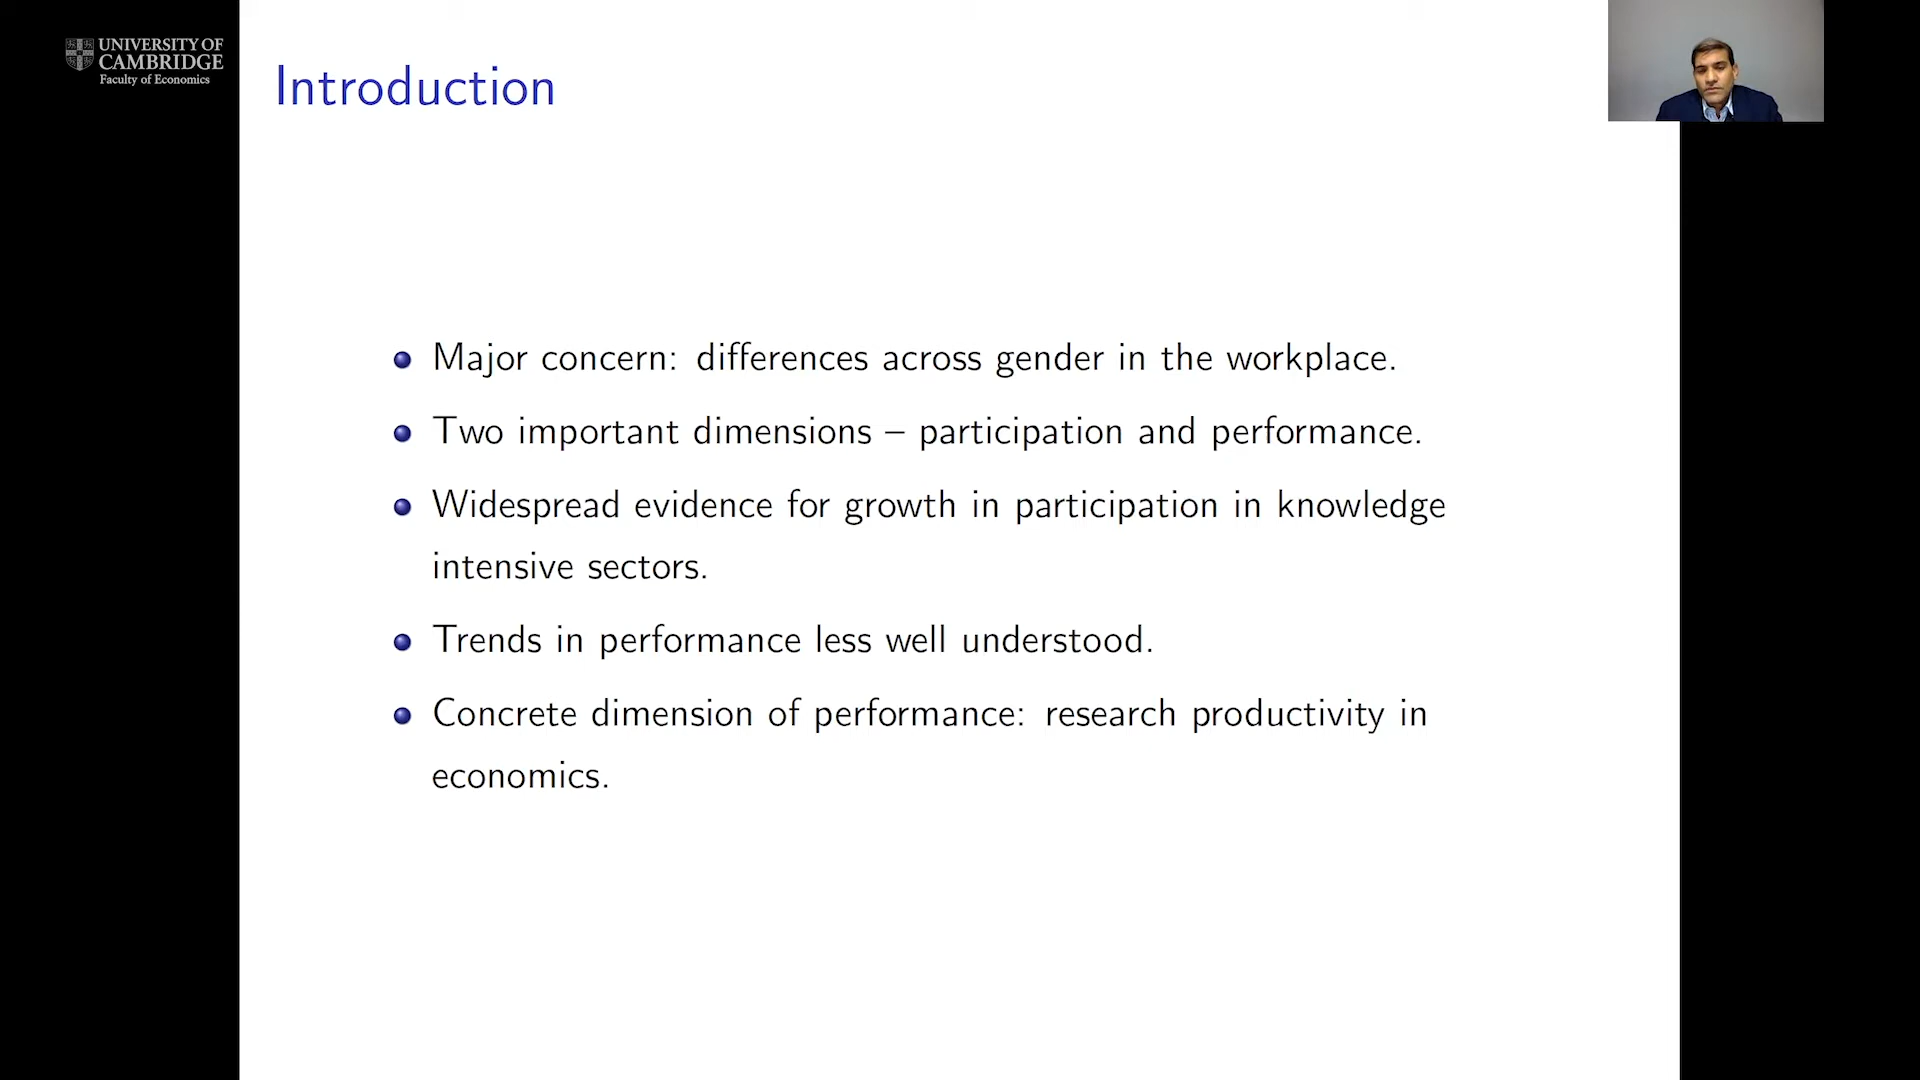 UNIVERSITY OF
CAMBRIDGE
Faculty of Economics
Introduction
Major concern: differences across gender in the workplace.
Two important dimensions – participation and performance.
Widespread evidence for growth in participation in knowledge
intensive sectors.
Trends in performance less well understood.
Concrete dimension of performance: research productivity in
economics.